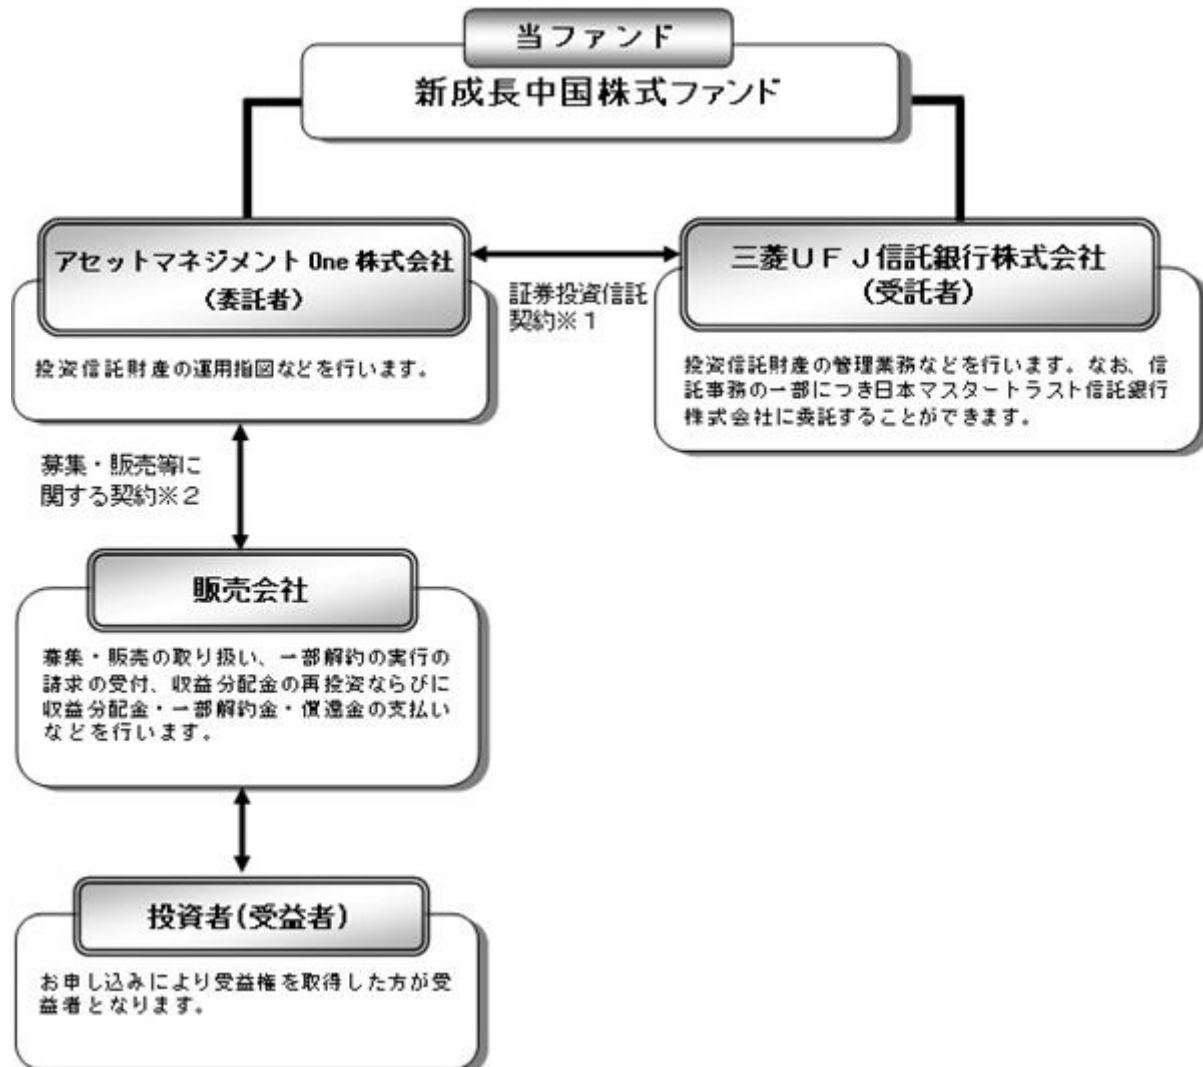 当ファンド
新成長中国株式ファンド
アセットマネジメントOne株式会社
(委託者)
投資信託財産の運用指図などを行います。
証券投資信託
契約※1
三菱UFJ信託銀行株式会社
(受託者)
投資信託財産の管理業務などを行います。なお、信
託事務の一部につき日本マスタートラスト信託銀行
株式会社に委託することができます。
募集・販売等に
関する契約※2
販売会社
募集・販売の取り扱い、一部解約の実行の
請求の受付、収益分配金の再投資ならびに
収益分配金・一部解約金・償還金の支払い
などを行います。
投資者(受益者)
お申し込みにより受益権を取得した方が受
益者となります。